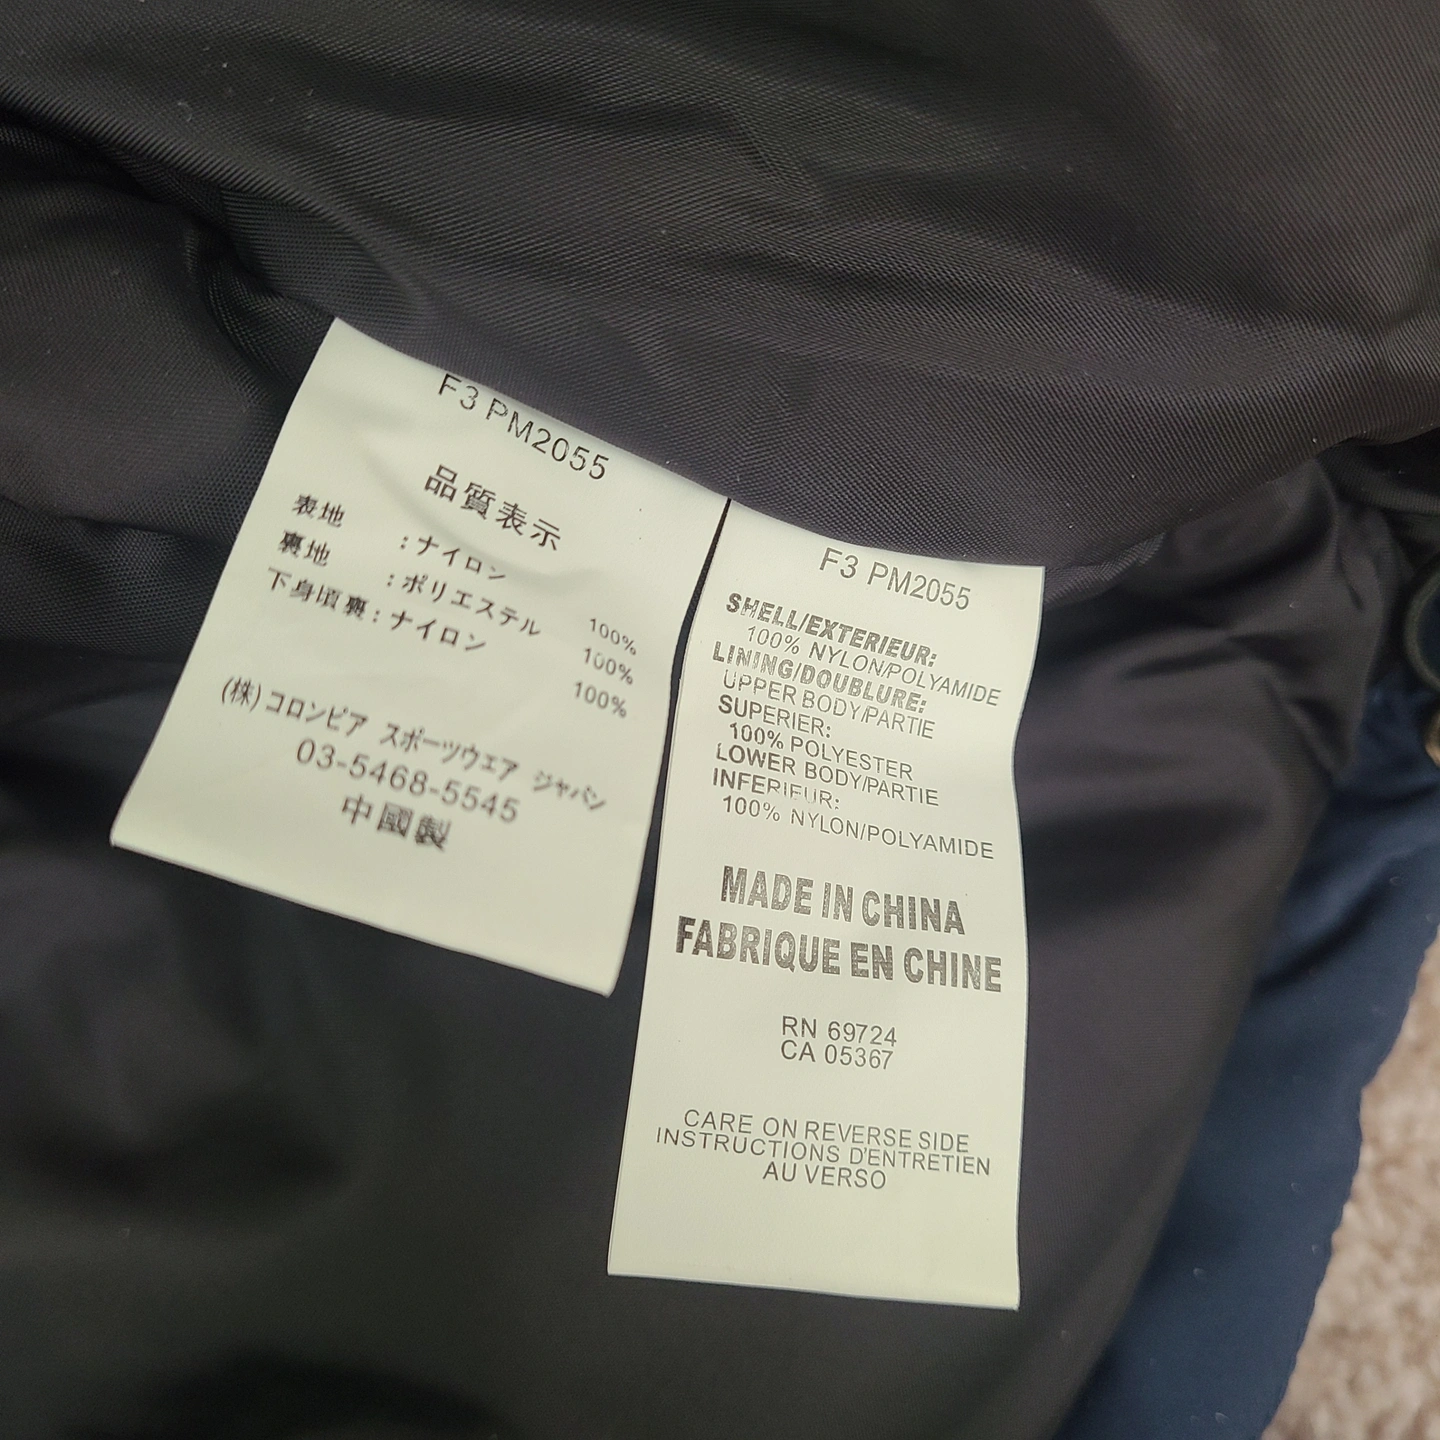 F3 PM2055
品質表示
表地 : ナイロン 100%
裏地 : ポリエステル 100%
下身頃裏 : ナイロン 100%
(株) コロンビア スポーツウェア ジャパン
03-5468-5545
中國製
F3 PM2055
SHELL/EXTERIEUR:
100% NYLON/POLYAMIDE
LINING/DOUBLURE:
UPPER BODY/PARTIE
SUPERIER:
100% POLYESTER
LOWER BODY/PARTIE
INFERIEUR:
100% NYLON/POLYAMIDE
MADE IN CHINA
FABRIQUE EN CHINE
RN 69724
CA 05367
CARE ON REVERSE SIDE
INSTRUCTIONS D'ENTRETIEN
AU VERSO